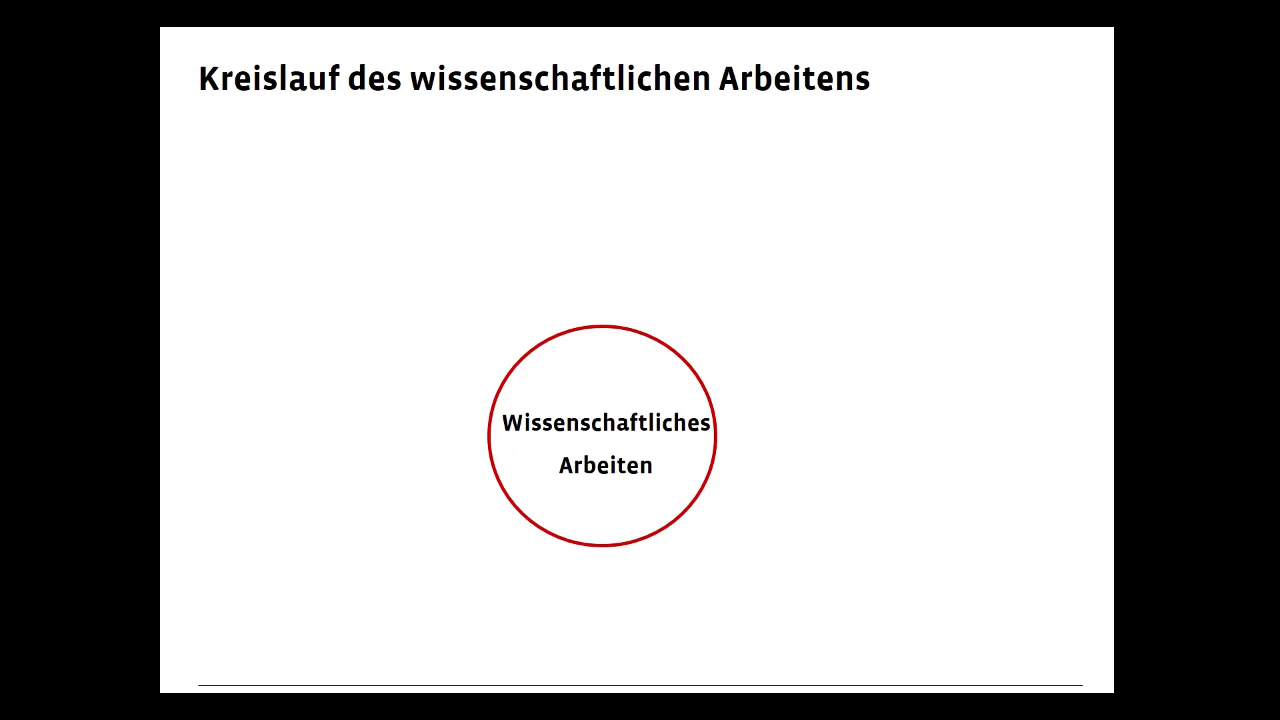 Kreislauf des wissenschaftlichen Arbeitens
Wissenschaftliches
Arbeiten